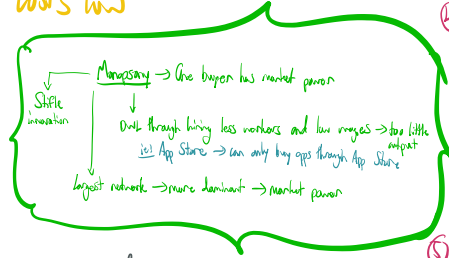 Monopsony → One buyer has market power
Stifle
innovation
DWL through hiring less workers and low wages → too little
output
ie) App Store → can only buy apps through App Store
Largest network → more dominant → market power